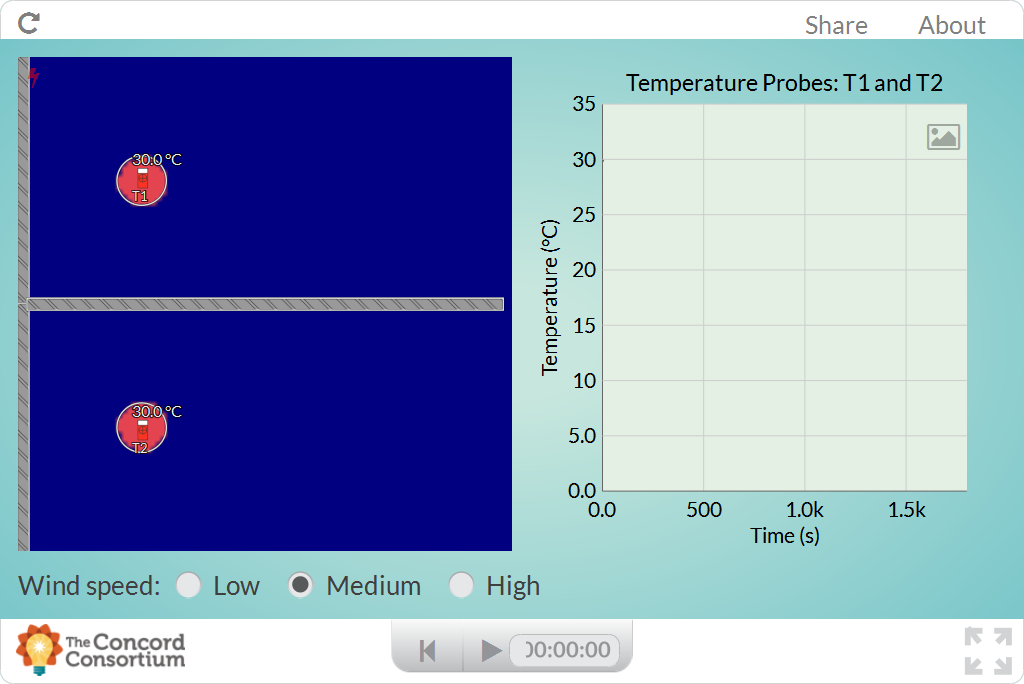 Share About
30.0 °C
T1
30.0 °C
T2
Temperature Probes: T1 and T2
Temperature (°C)
35
30
25
20
15
10
5.0
0.0
0.0 500 1.0k 1.5k
Time (s)
Wind speed: Low Medium High
The Concord
Consortium
00:00:00